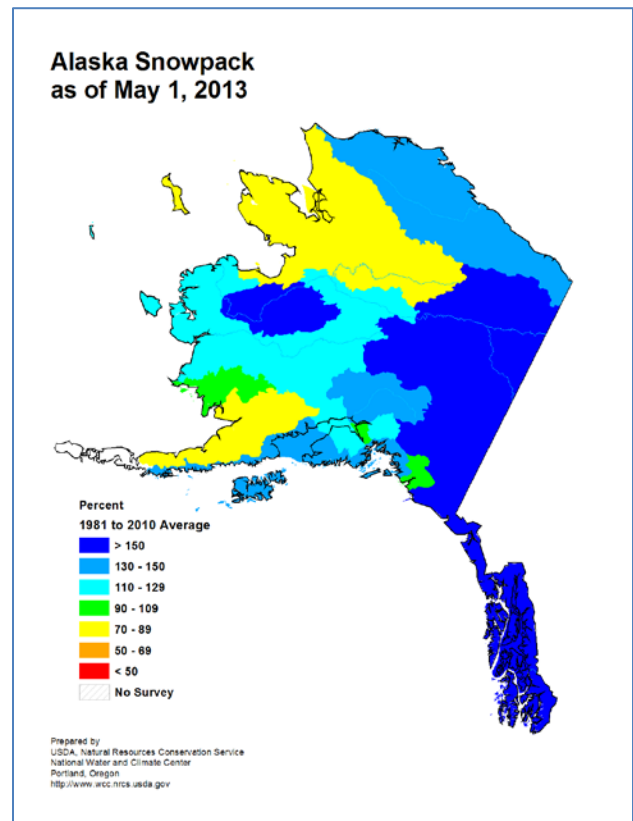 Alaska Snowpack
as of May 1, 2013
Percent
1981 to 2010 Average
> 150
130 - 150
110 - 129
90 - 109
70 - 89
50 - 69
< 50
No Survey
Prepared by
USDA, Natural Resources Conservation Service
National Water and Climate Center
Portland, Oregon
http://www.wcc.nrcs.usda.gov